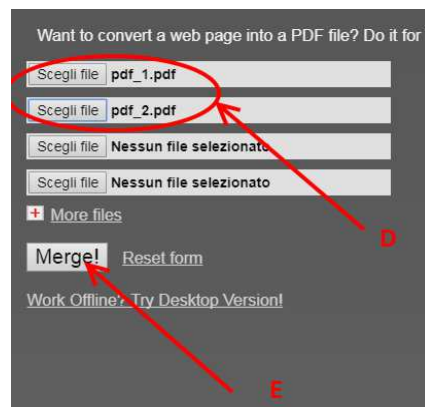 Want to convert a web page into a PDF file? Do it for
Scegli file pdf_1.pdf
Scegli file pdf_2.pdf
Scegli file Nessun file selezionato
Scegli file Nessun file selezionato
+ More files
D
Merge! Reset form
Work Offline? Try Desktop Version!
E